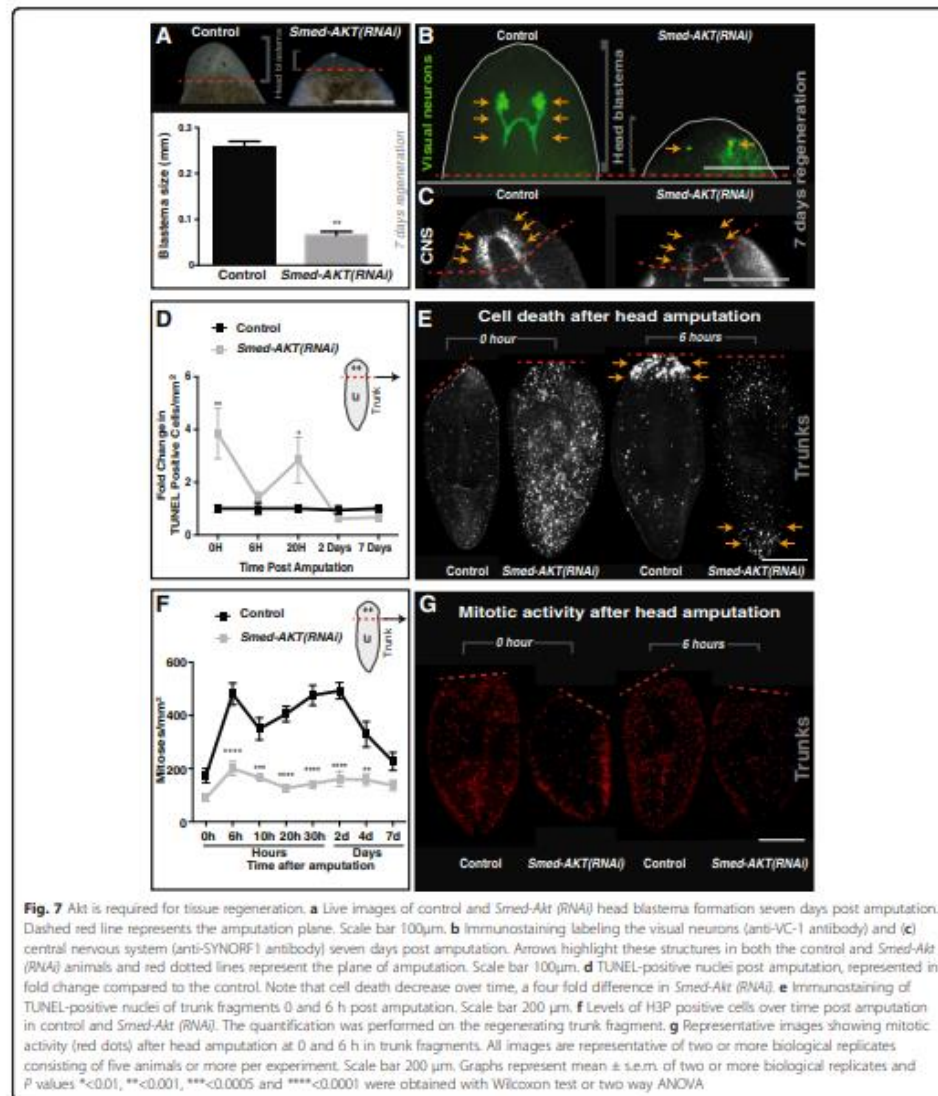 A
Control
Smed-AKT(RNAi)
Head blastema
Blastema size (mm)
0.3
0.2
0.1
0
**
Control
Smed-AKT(RNAi)
7 days regeneration
B
Control
Smed-AKT(RNAi)
Visual neurons
Head blastema
C
Control
Smed-AKT(RNAi)
CNS
7 days regeneration
D
Control
Smed-AKT(RNAi)
Fold Change in
TUNEL Positive Cells/mm²
6
4
2
0
**
*
U
Trunk
0H
6H
20H
2 Days
7 Days
Time Post Amputation
E
Cell death after head amputation
0 hour
6 hours
Trunks
Control
Smed-AKT(RNAi)
Control
Smed-AKT(RNAi)
F
Control
Smed-AKT(RNAi)
Mitoses/mm²
600
400
200
0
****
***
****
****
****
**
U
Trunk
0h
6h
10h
20h
30h
2d
4d
7d
Hours
Days
Time after amputation
G
Mitotic activity after head amputation
0 hour
6 hours
Trunks
Control
Smed-AKT(RNAi)
Control
Smed-AKT(RNAi)
Fig. 7 Akt is required for tissue regeneration. a Live images of control and Smed-Akt (RNAi) head blastema formation seven days post amputation.
Dashed red line represents the amputation plane. Scale bar 100μm. b Immunostaining labeling the visual neurons (anti-VC-1 antibody) and (c)
central nervous system (anti-SYNORF1 antibody) seven days post amputation. Arrows highlight these structures in both the control and Smed-Akt
(RNAi) animals and red dotted lines represent the plane of amputation. Scale bar 100μm. d TUNEL-positive nuclei post amputation, represented in
fold change compared to the control. Note that cell death decrease over time, a four fold difference in Smed-Akt (RNAi). e Immunostaining of
TUNEL-positive nuclei of trunk fragments 0 and 6 h post amputation. Scale bar 200 μm. f Levels of H3P positive cells over time post amputation
in control and Smed-Akt (RNAi). The quantification was performed on the regenerating trunk fragment. g Representative images showing mitotic
activity (red dots) after head amputation at 0 and 6 h in trunk fragments. All images are representative of two or more biological replicates
consisting of five animals or more per experiment. Scale bar 200 μm. Graphs represent mean ± s.e.m. of two or more biological replicates and
P values *<0.01, **<0.001, ***<0.0005 and ****<0.0001 were obtained with Wilcoxon test or two way ANOVA